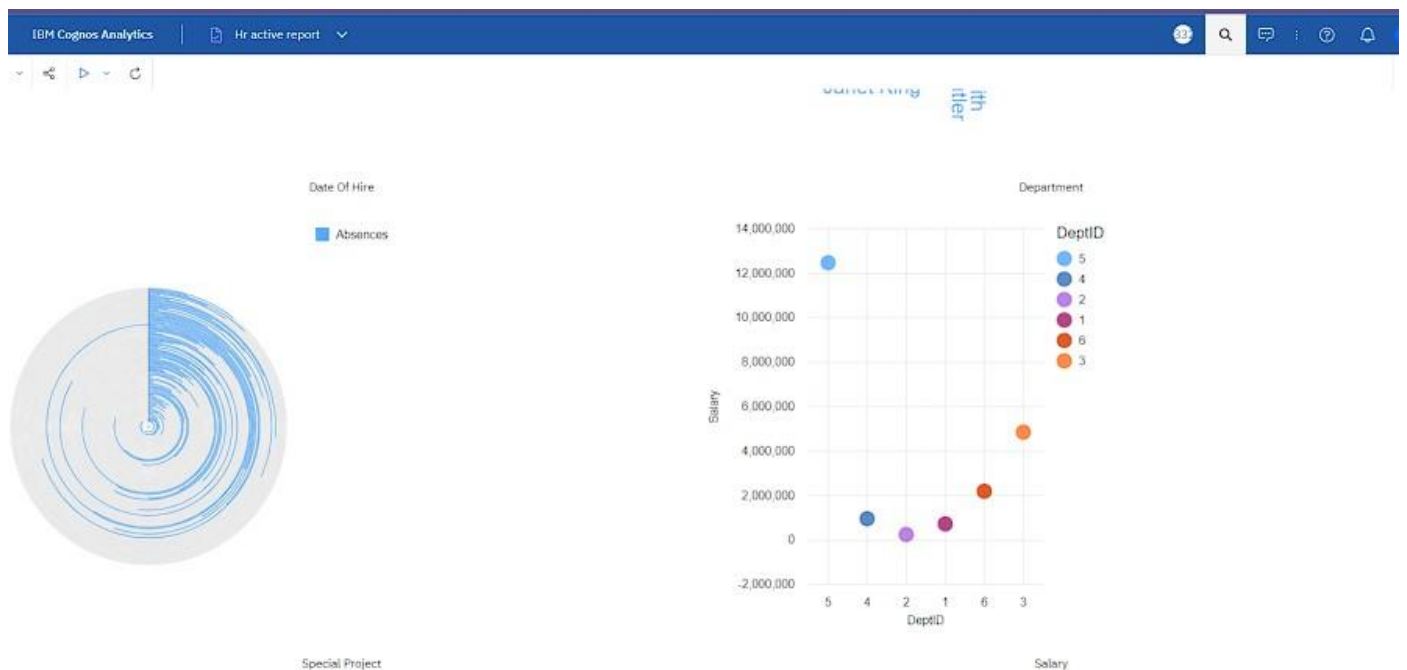 IBM Cognos Analytics
Hr active report
Janet King
Date Of Hire
Absences
Department
14,000,000
12,000,000
10,000,000
8,000,000
6,000,000
4,000,000
2,000,000
0
-2,000,000
Salary
5 4 2 1 6 3
DeptID
DeptID
5
4
2
1
6
3
Special Project
Salary